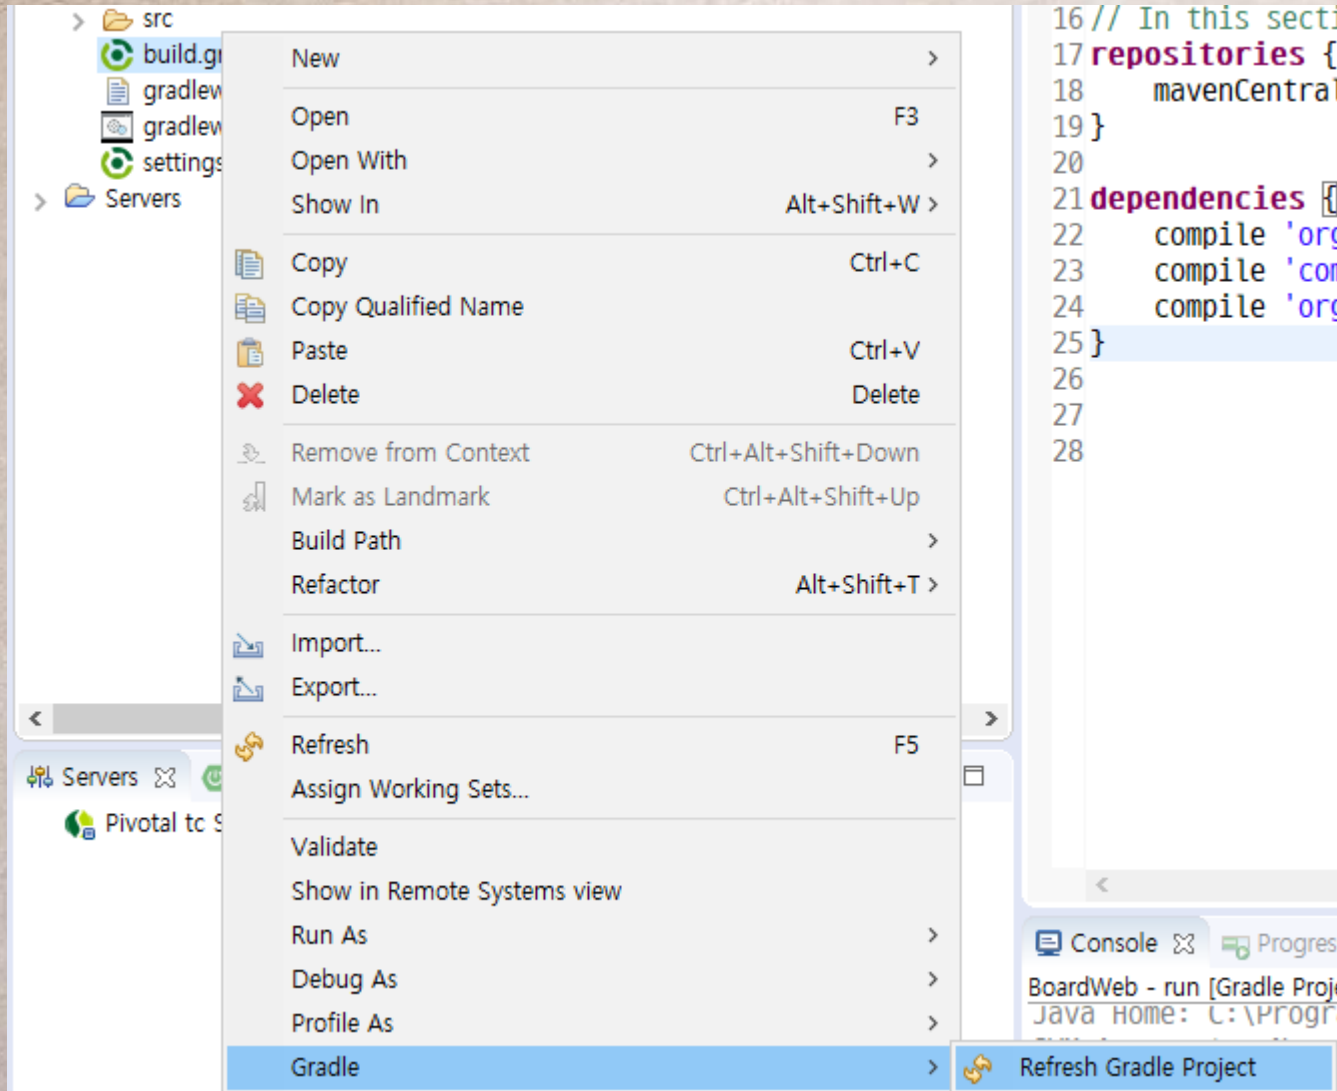 src
build.gr
gradlew
gradlew
settings
Servers
New
Open F3
Open With
Show In Alt+Shift+W
Copy Ctrl+C
Copy Qualified Name
Paste Ctrl+V
Delete Delete
Remove from Context Ctrl+Alt+Shift+Down
Mark as Landmark Ctrl+Alt+Shift+Up
Build Path
Refactor Alt+Shift+T
Import...
Export...
Refresh F5
Assign Working Sets...
Validate
Show in Remote Systems view
Run As
Debug As
Profile As
Gradle
Refresh Gradle Project
Servers
Pivotal tc S
16 // In this secti
17 repositories {
18 mavenCentral
19 }
20
21 dependencies {
22 compile 'org
23 compile 'com
24 compile 'org
25 }
26
27
28
Console Progres
BoardWeb - run [Gradle Proje
Java Home: C:\Progra